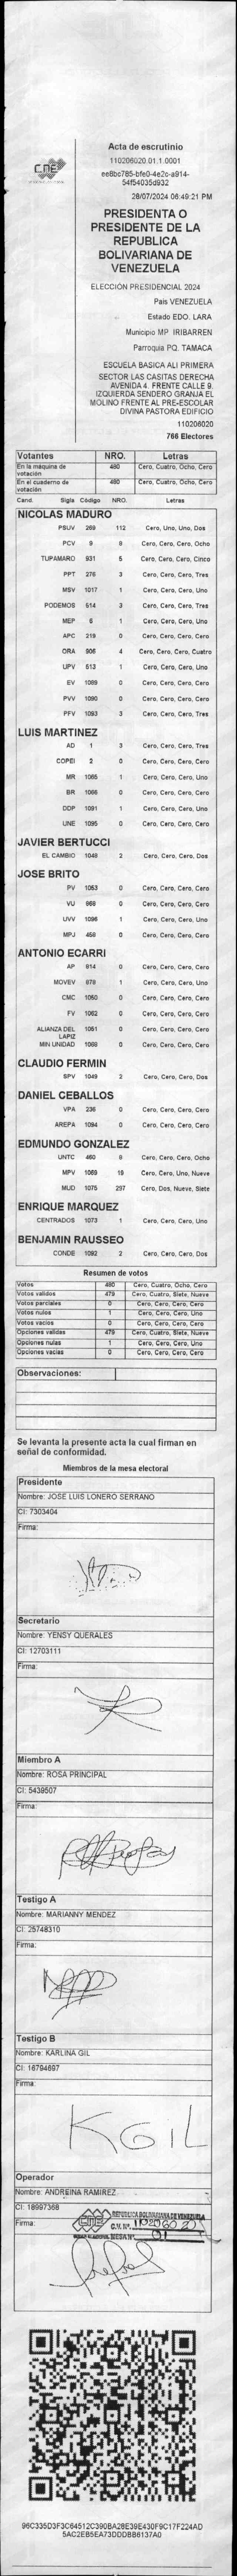 CNE
Acta de escrutinio
110206020.01.1.0001
ee8bc785-bfe0-4e2c-a914-
54f54035d932
28/07/2024 06:49:21 PM
PRESIDENTA O
PRESIDENTE DE LA
REPUBLICA
BOLIVARIANA DE
VENEZUELA
ELECCIÓN PRESIDENCIAL 2024
País VENEZUELA
Estado EDO. LARA
Municipio MP. IRIBARREN
Parroquia PQ. TAMACA
ESCUELA BASICA ALI PRIMERA
SECTOR LAS CASITAS DERECHA
AVENIDA 4. FRENTE CALLE 9.
IZQUIERDA SENDERO GRANJA EL
MOLINO FRENTE AL PRE-ESCOLAR
DIVINA PASTORA EDIFICIO
110206020
766 Electores
Votantes NRO. Letras
En la máquina de votación 480 Cero, Cuatro, Ocho, Cero
En el cuaderno de votación 480 Cero, Cuatro, Ocho, Cero
Cand. Sigla Código NRO. Letras
NICOLAS MADURO
PSUV 269 112 Cero, Uno, Uno, Dos
PCV 9 8 Cero, Cero, Cero, Ocho
TUPAMARO 931 5 Cero, Cero, Cero, Cinco
PPT 276 3 Cero, Cero, Cero, Tres
MSV 1017 1 Cero, Cero, Cero, Uno
PODEMOS 514 3 Cero, Cero, Cero, Tres
MEP 6 1 Cero, Cero, Cero, Uno
APC 219 0 Cero, Cero, Cero, Cero
ORA 906 4 Cero, Cero, Cero, Cuatro
UPV 513 1 Cero, Cero, Cero, Uno
EV 1089 0 Cero, Cero, Cero, Cero
PVV 1090 0 Cero, Cero, Cero, Cero
PFV 1093 3 Cero, Cero, Cero, Tres
LUIS MARTINEZ
AD 1 3 Cero, Cero, Cero, Tres
COPEI 2 0 Cero, Cero, Cero, Cero
MR 1065 1 Cero, Cero, Cero, Uno
BR 1066 0 Cero, Cero, Cero, Cero
DDP 1091 1 Cero, Cero, Cero, Uno
UNE 1095 0 Cero, Cero, Cero, Cero
JAVIER BERTUCCI
EL CAMBIO 1048 2 Cero, Cero, Cero, Dos
JOSE BRITO
PV 1053 0 Cero, Cero, Cero, Cero
VU 968 0 Cero, Cero, Cero, Cero
UVV 1096 1 Cero, Cero, Cero, Uno
MPJ 458 0 Cero, Cero, Cero, Cero
ANTONIO ECARRI
AP 814 0 Cero, Cero, Cero, Cero
MOVEV 979 1 Cero, Cero, Cero, Uno
CMC 1050 0 Cero, Cero, Cero, Cero
FV 1062 0 Cero, Cero, Cero, Cero
ALIANZA DEL LAPIZ 1051 0 Cero, Cero, Cero, Cero
MIN UNIDAD 1088 0 Cero, Cero, Cero, Cero
CLAUDIO FERMIN
SPV 1049 2 Cero, Cero, Cero, Dos
DANIEL CEBALLOS
VPA 236 0 Cero, Cero, Cero, Cero
AREPA 1094 0 Cero, Cero, Cero, Cero
EDMUNDO GONZALEZ
UNTC 460 8 Cero, Cero, Cero, Ocho
MPV 1069 19 Cero, Cero, Uno, Nueve
MUD 1075 297 Cero, Dos, Nueve, Siete
ENRIQUE MARQUEZ
CENTRADOS 1073 1 Cero, Cero, Cero, Uno
BENJAMIN RAUSSEO
CONDE 1092 2 Cero, Cero, Cero, Dos
Resumen de votos
Votos 480 Cero, Cuatro, Ocho, Cero
Votos validos 479 Cero, Cuatro, Siete, Nueve
Votos parciales 0 Cero, Cero, Cero, Cero
Votos nulos 1 Cero, Cero, Cero, Uno
Votos vacios 0 Cero, Cero, Cero, Cero
Opciones validas 479 Cero, Cuatro, Siete, Nueve
Opciones nulas 1 Cero, Cero, Cero, Uno
Opciones vacias 0 Cero, Cero, Cero, Cero
Observaciones:
Se levanta la presente acta la cual firman en
señal de conformidad.
Miembros de la mesa electoral
Presidente
Nombre: JOSE LUIS LONERO SERRANO
CI: 7303404
Firma:
Secretario
Nombre: YENSY QUERALES
CI: 12703111
Firma:
Miembro A
Nombre: ROSA PRINCIPAL
CI: 5439507
Firma:
Testigo A
Nombre: MARIANNY MENDEZ
CI: 25748310
Firma:
Testigo B
Nombre: KARLINA GIL
CI: 16794697
Firma:
KGIL
Operador
Nombre: ANDREINA RAMIREZ
CI: 18997368
Firma:
CNE
REPUBLICA BOLIVARIANA DE VENEZUELA
C.V. Nº. 110206020
MESA Nº. 01
96C335D3F3C64512C390BA28E39E430F9C17F224AD
5AC2EB5EA73DDDBB6137A0